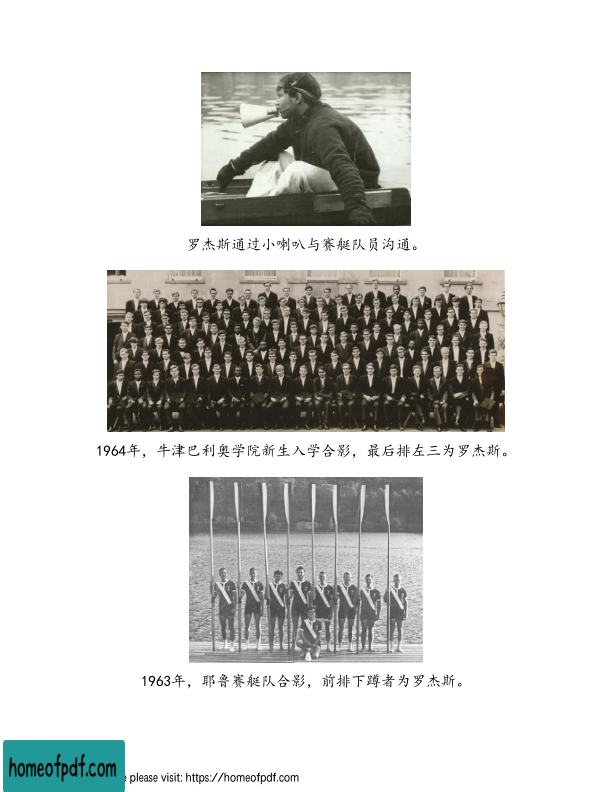 罗杰斯通过小喇叭与赛艇队员沟通。
1964年，牛津巴利奥学院新生入学合影，最后排左三为罗杰斯。
1963年，耶鲁赛艇队合影，前排下蹲者为罗杰斯。
homeofpdf.com
please visit: https://homeofpdf.com